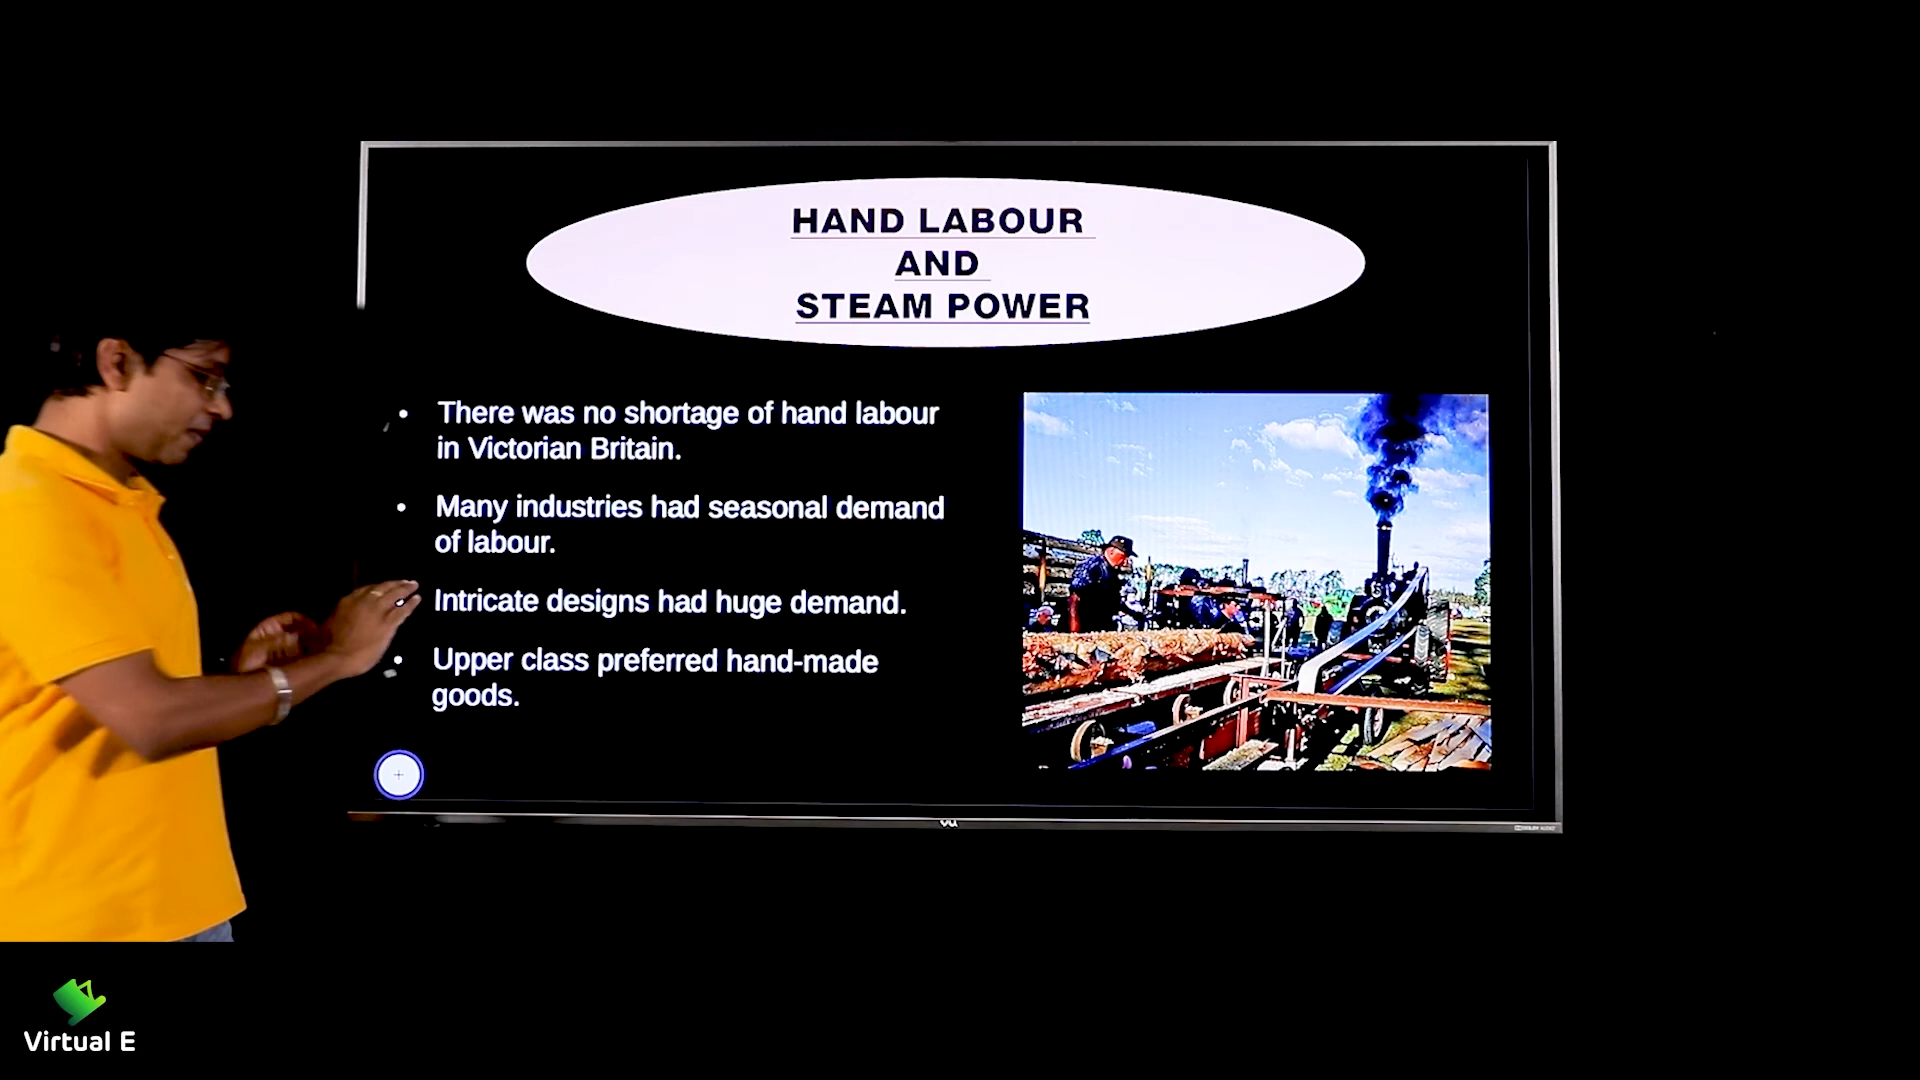 HAND LABOUR
AND
STEAM POWER
• There was no shortage of hand labour
in Victorian Britain.
• Many industries had seasonal demand
of labour.
Intricate designs had huge demand.
• Upper class preferred hand-made
goods.
Virtual E